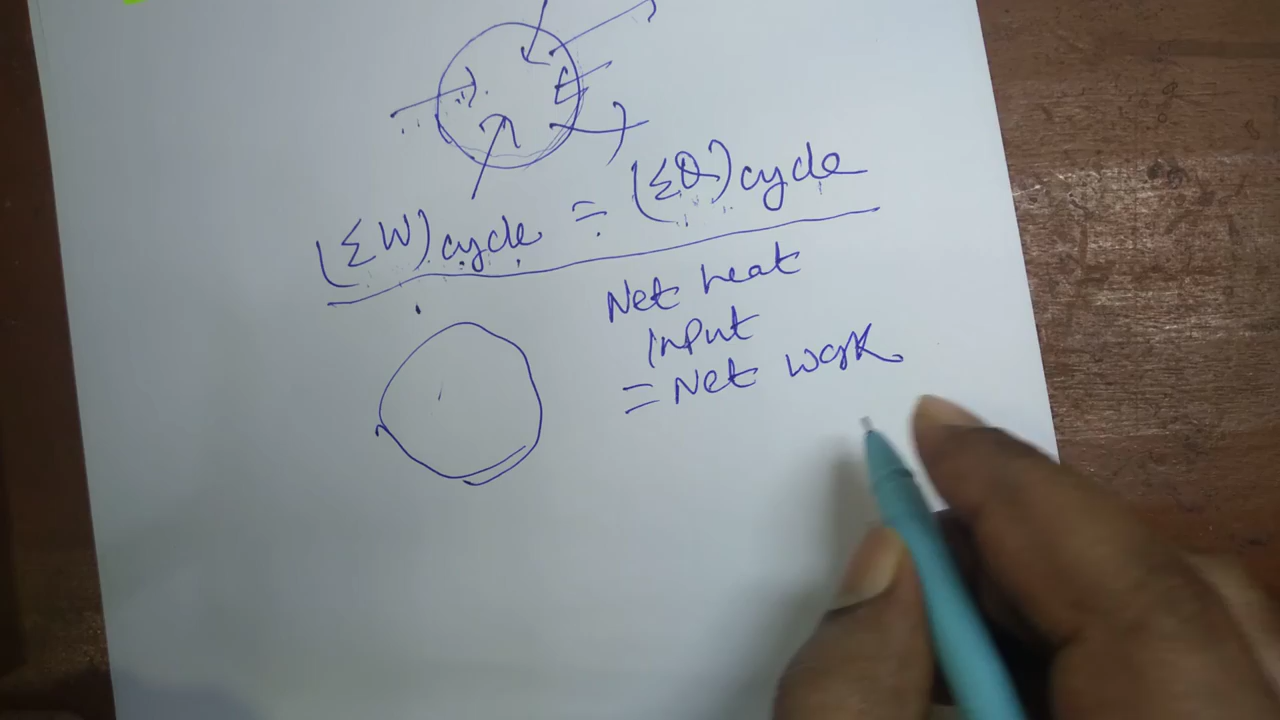 (ΣW)cycle = (ΣQ)cycle
Net heat
Input
= Net work